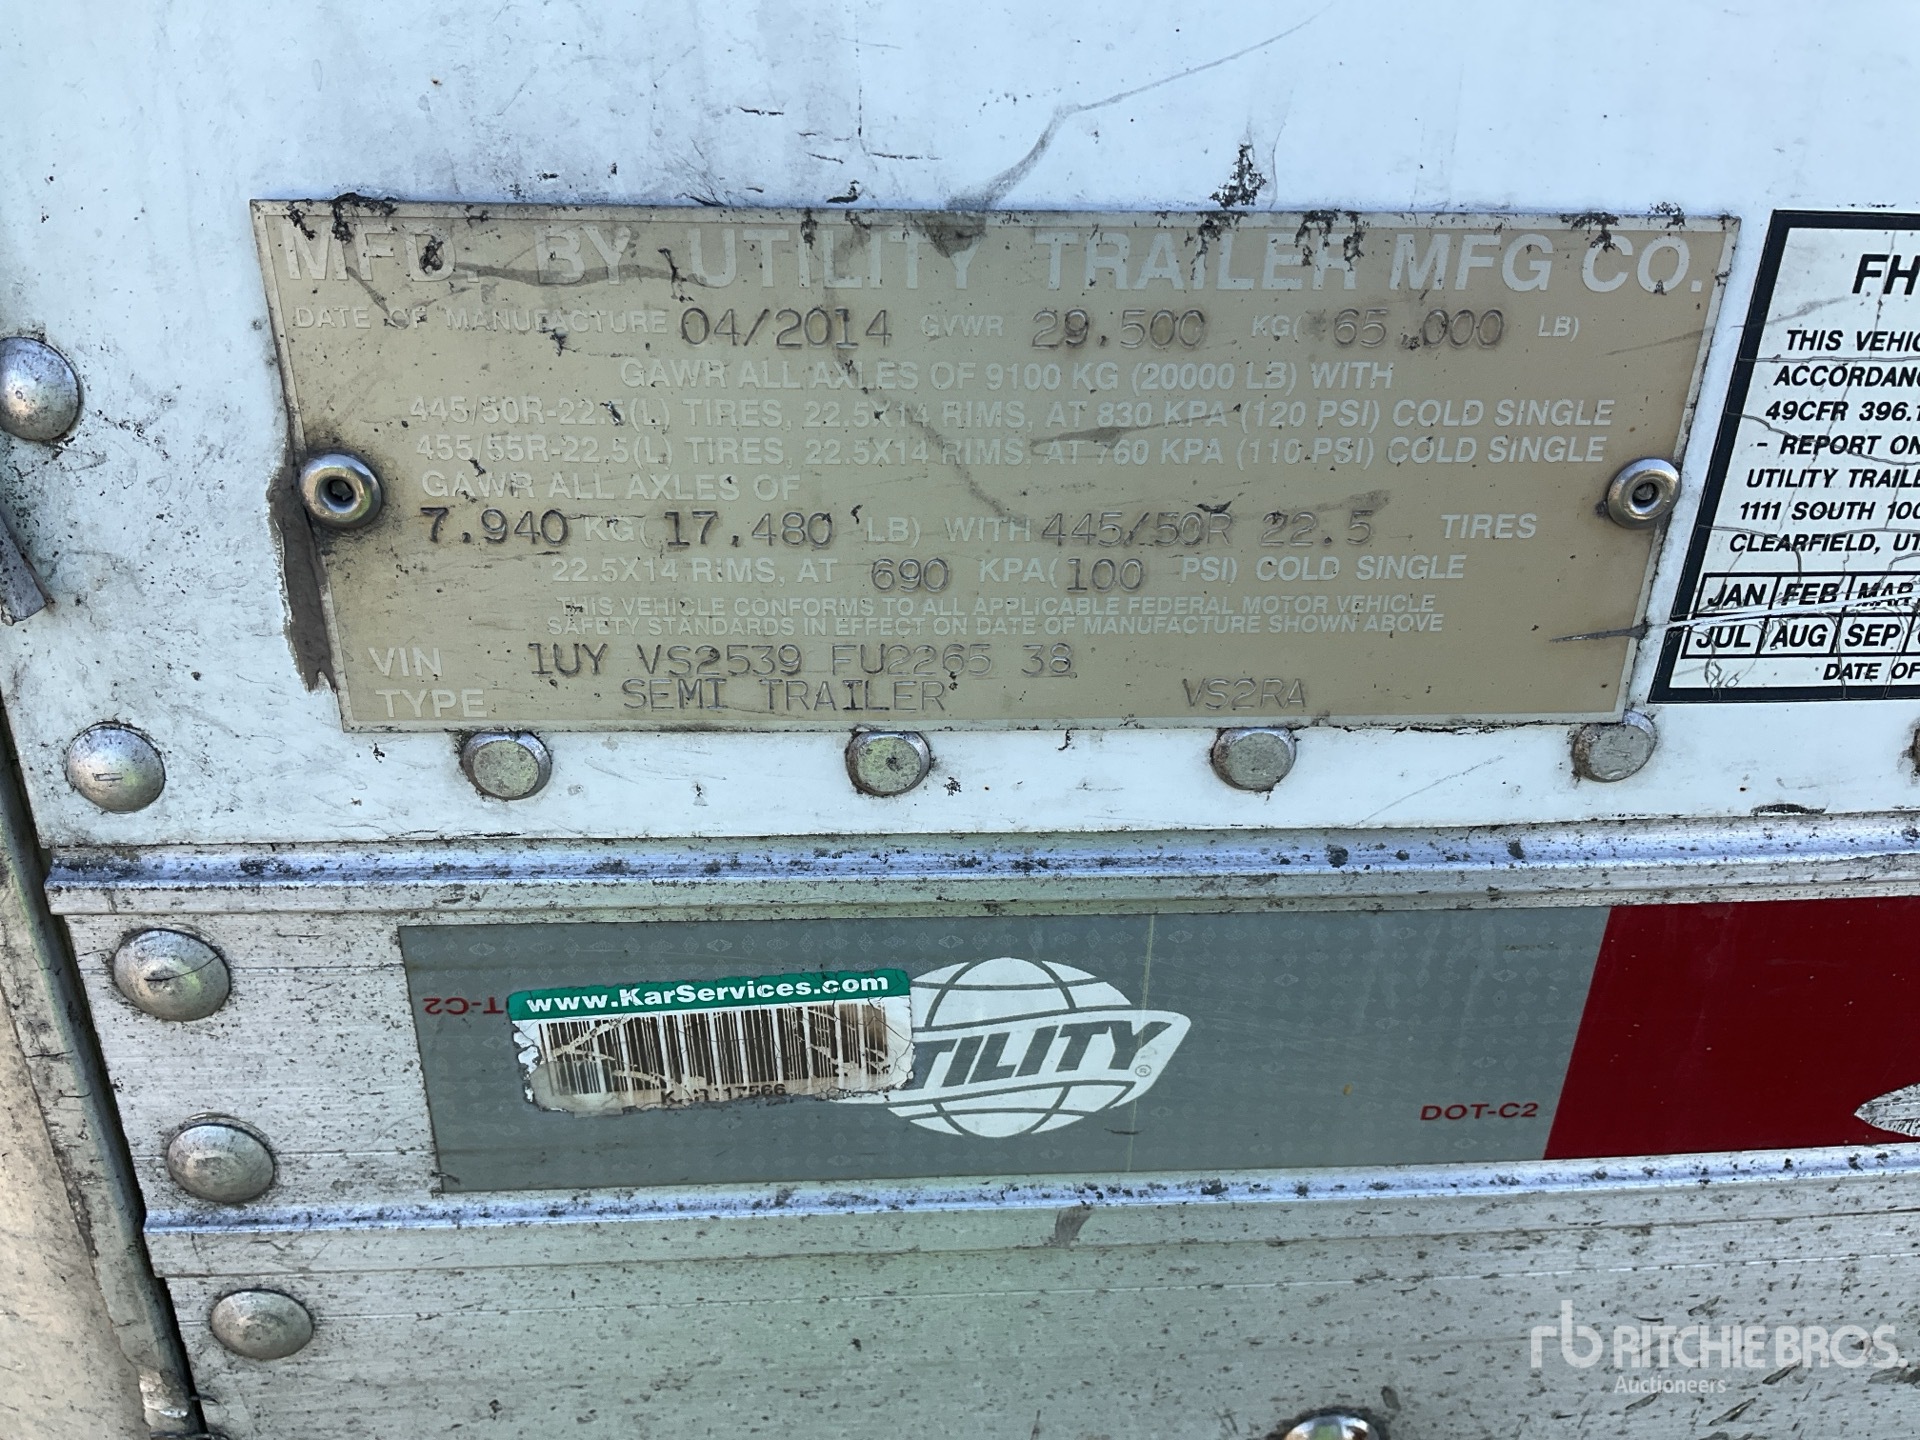 MFD. BY UTILITY TRAILER MFG CO.
DATE OF MANUFACTURE 04/2014 GVWR 29.500 KG( 65.000 LB)
GAWR ALL AXLES OF 9100 KG (20000 LB) WITH
445/50R-22.5(L) TIRES, 22.5X14 RIMS, AT 830 KPA (120 PSI) COLD SINGLE
455/55R-22.5(L) TIRES, 22.5X14 RIMS, AT 760 KPA (110 PSI) COLD SINGLE
GAWR ALL AXLES OF
7.940 KG( 17,480 LB) WITH 445/50R 22.5 TIRES
22.5X14 RIMS, AT 690 KPA( 100 PSI) COLD SINGLE
THIS VEHICLE CONFORMS TO ALL APPLICABLE FEDERAL MOTOR VEHICLE
SAFETY STANDARDS IN EFFECT ON DATE OF MANUFACTURE SHOWN ABOVE
VIN 1UY VS2539 FU2265 38
TYPE SEMI TRAILER VS2RA
FH
THIS VEHIC
ACCORDAN
49CFR 396.1
- REPORT ON
UTILITY TRAILE
1111 SOUTH 100
CLEARFIELD, UT
JAN FEB MAR
JUL AUG SEP
DATE OF
www.KarServices.com
TILITY
DOT-C2
rb RITCHIE BROS.
Auctioneers